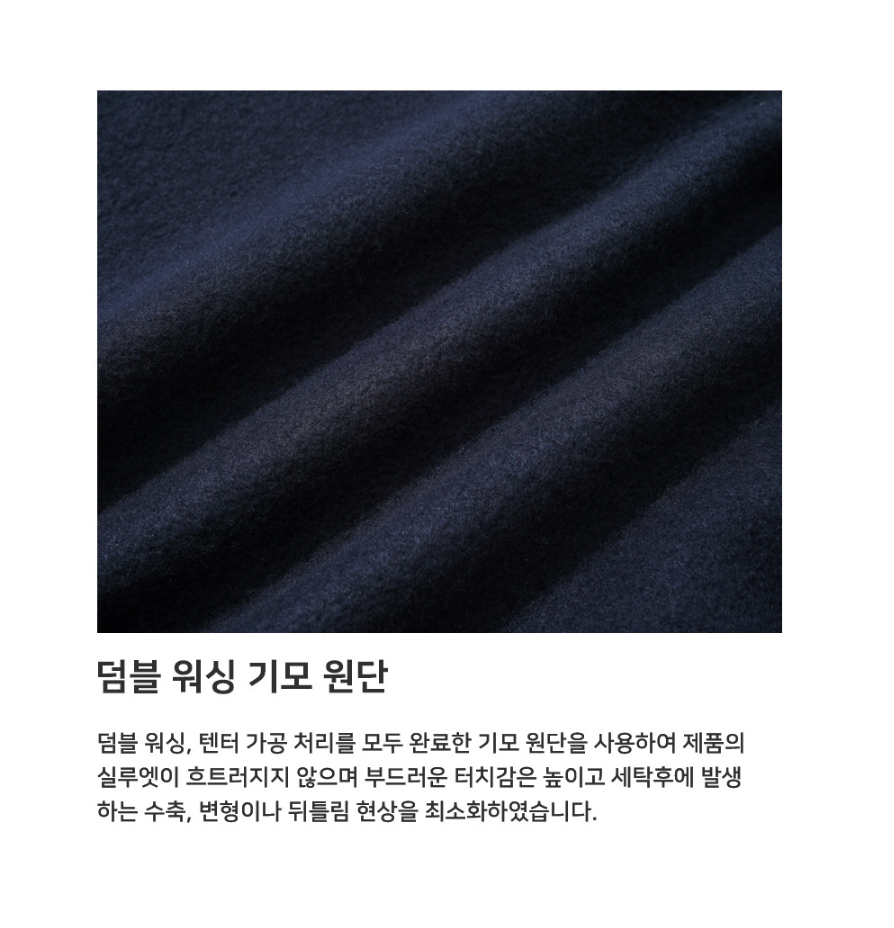 덤블 워싱 기모 원단
덤블 워싱, 텐터 가공 처리를 모두 완료한 기모 원단을 사용하여 제품의
실루엣이 흐트러지지 않으며 부드러운 터치감은 높이고 세탁후에 발생
하는 수축, 변형이나 뒤틀림 현상을 최소화하였습니다.